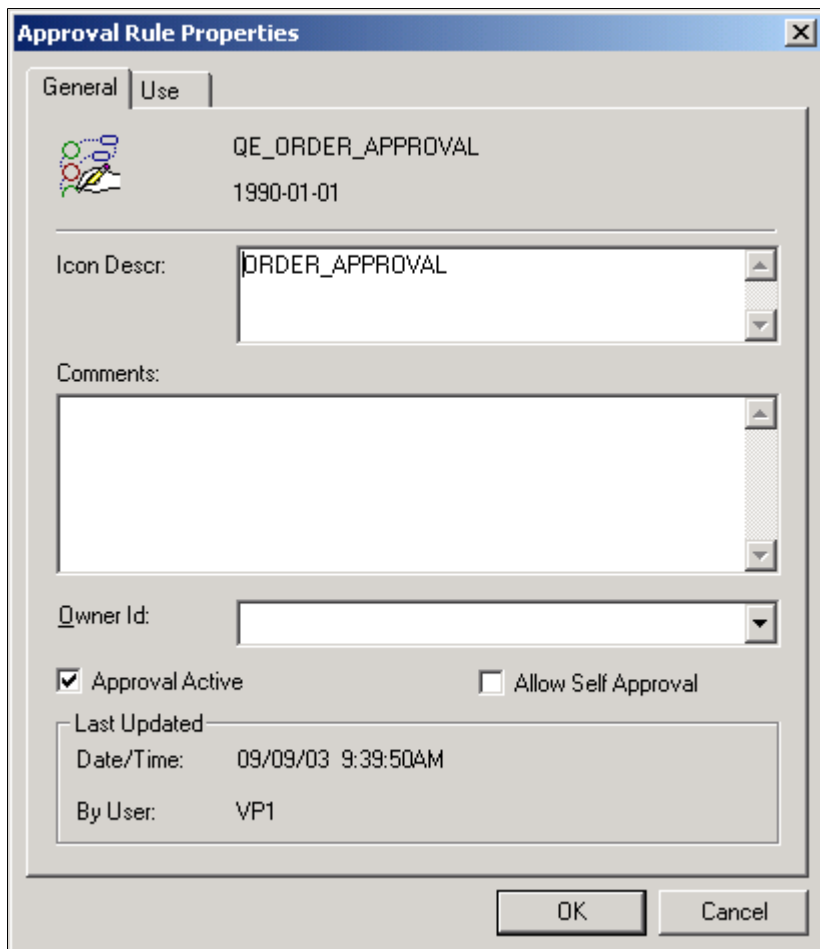 Approval Rule Properties
General
Use
QE_ORDER_APPROVAL
1990-01-01
Icon Descr:
ORDER_APPROVAL
Comments:
Owner Id:
Approval Active
Allow Self Approval
Last Updated
Date/Time: 09/09/03 9:39:50AM
By User: VP1
OK
Cancel